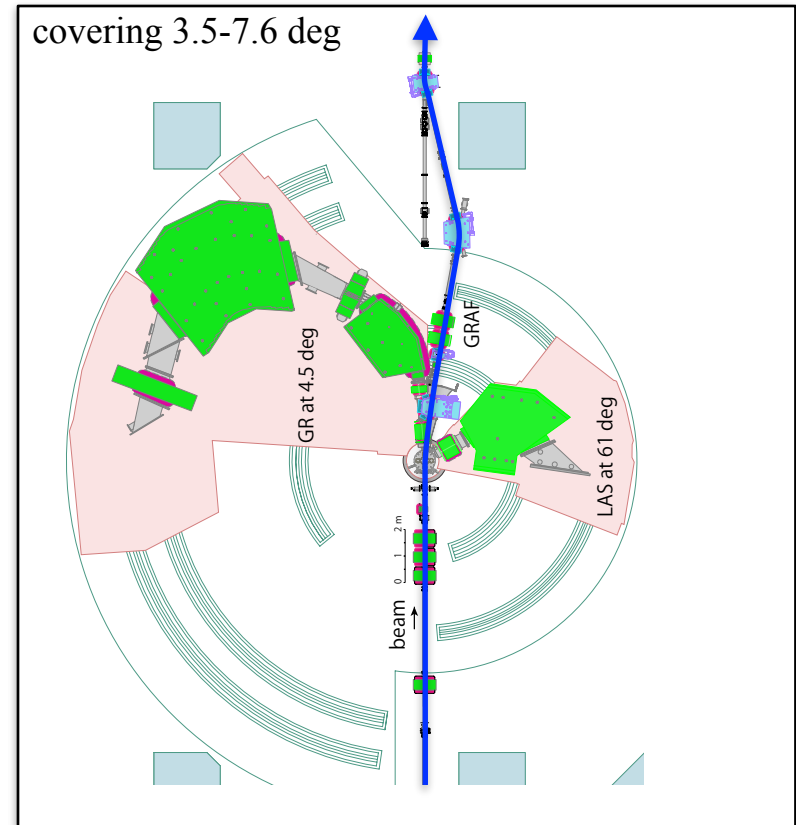 covering 3.5-7.6 deg
GRAF
GR at 4.5 deg
LAS at 61 deg
0 1 2 m
beam →